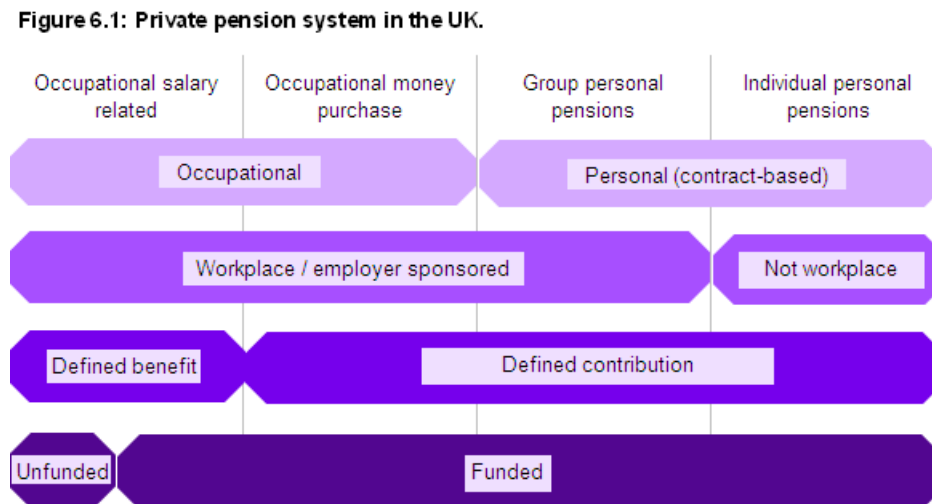 Figure 6.1: Private pension system in the UK.
Occupational salary
related
Occupational money
purchase
Group personal
pensions
Individual personal
pensions
Occupational
Personal (contract-based)
Workplace / employer sponsored
Not workplace
Defined benefit
Defined contribution
Unfunded
Funded